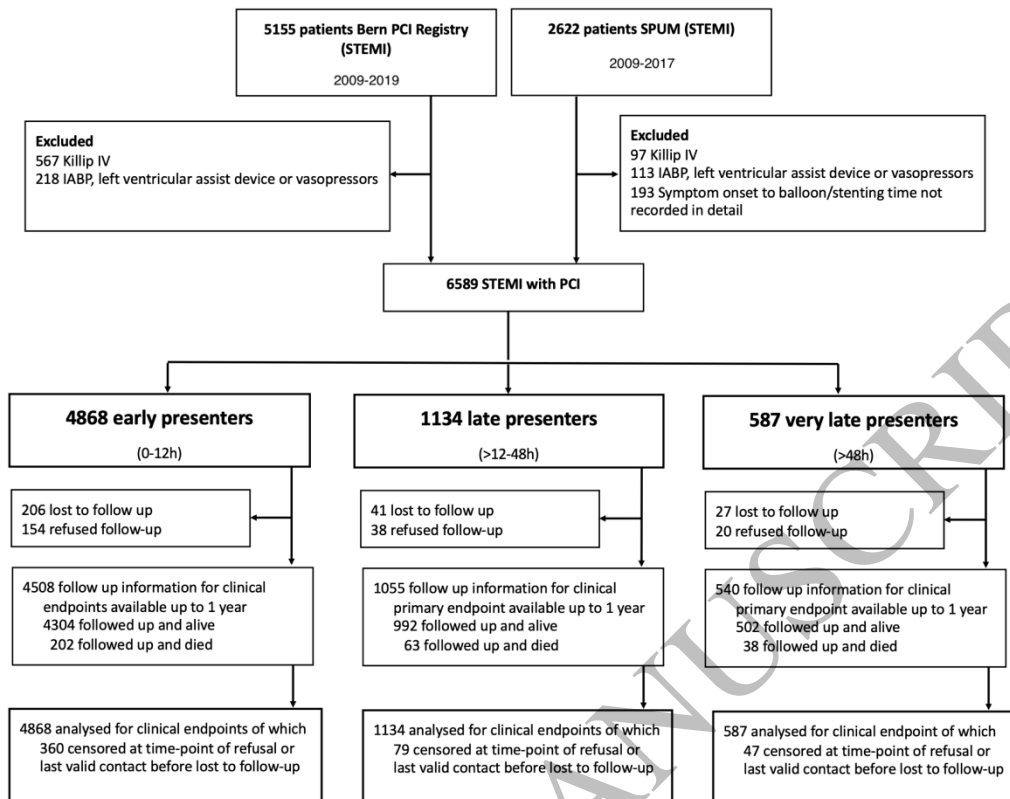 5155 patients Bern PCI Registry
(STEMI)
2009-2019
2622 patients SPUM (STEMI)
2009-2017
Excluded
567 Killip IV
218 IABP, left ventricular assist device or vasopressors
Excluded
97 Killip IV
113 IABP, left ventricular assist device or vasopressors
193 Symptom onset to balloon/stenting time not
recorded in detail
6589 STEMI with PCI
4868 early presenters
(0-12h)
1134 late presenters
(>12-48h)
587 very late presenters
(>48h)
206 lost to follow up
154 refused follow-up
41 lost to follow up
38 refused follow-up
27 lost to follow up
20 refused follow-up
4508 follow up information for clinical
endpoints available up to 1 year
4304 followed up and alive
202 followed up and died
1055 follow up information for clinical
primary endpoint available up to 1 year
992 followed up and alive
63 followed up and died
540 follow up information for clinical
primary endpoint available up to 1 year
502 followed up and alive
38 followed up and died
4868 analysed for clinical endpoints of which
360 censored at time-point of refusal or
last valid contact before lost to follow-up
1134 analysed for clinical endpoints of which
79 censored at time-point of refusal or
last valid contact before lost to follow-up
587 analysed for clinical endpoint of which
47 censored at time-point of refusal or
last valid contact before lost to follow-up